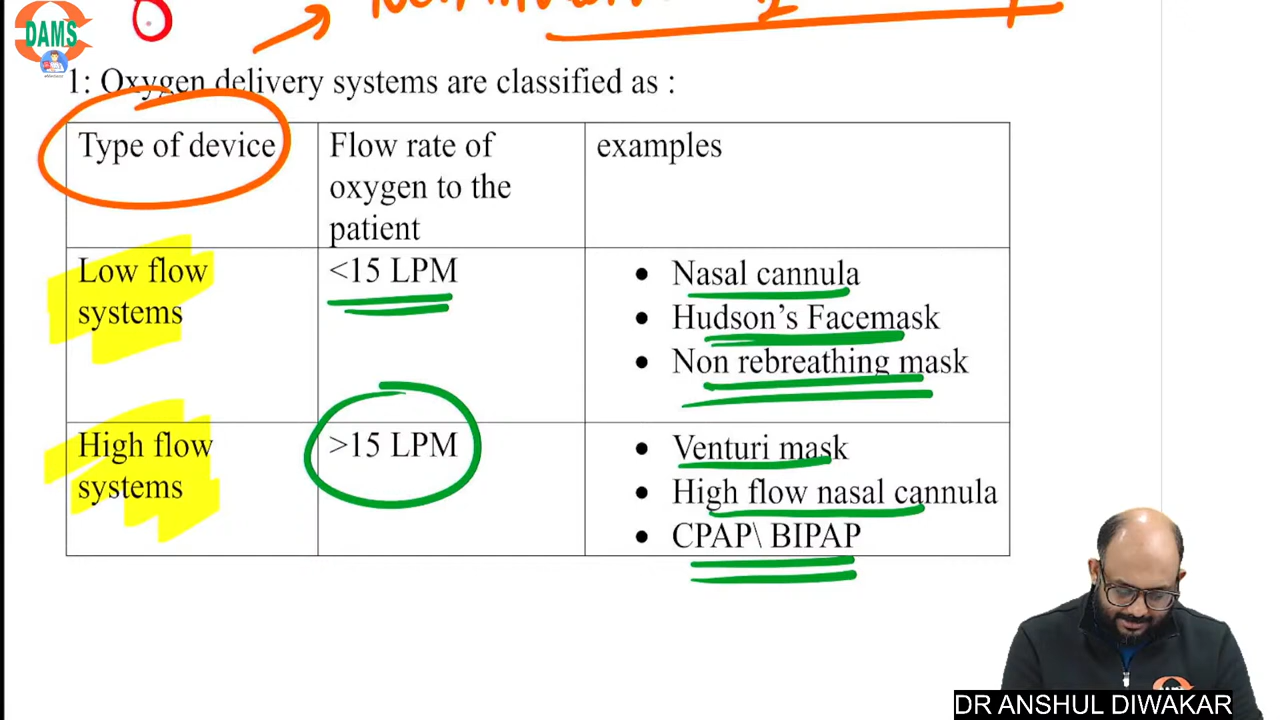 DAMS
1: Oxygen delivery systems are classified as :
Type of device
Flow rate of
oxygen to the
patient
examples
Low flow
systems
<15 LPM
• Nasal cannula
• Hudson’s Facemask
• Non rebreathing mask
High flow
systems
>15 LPM
• Venturi mask
• High flow nasal cannula
• CPAP\ BIPAP
DR ANSHUL DIWAKAR